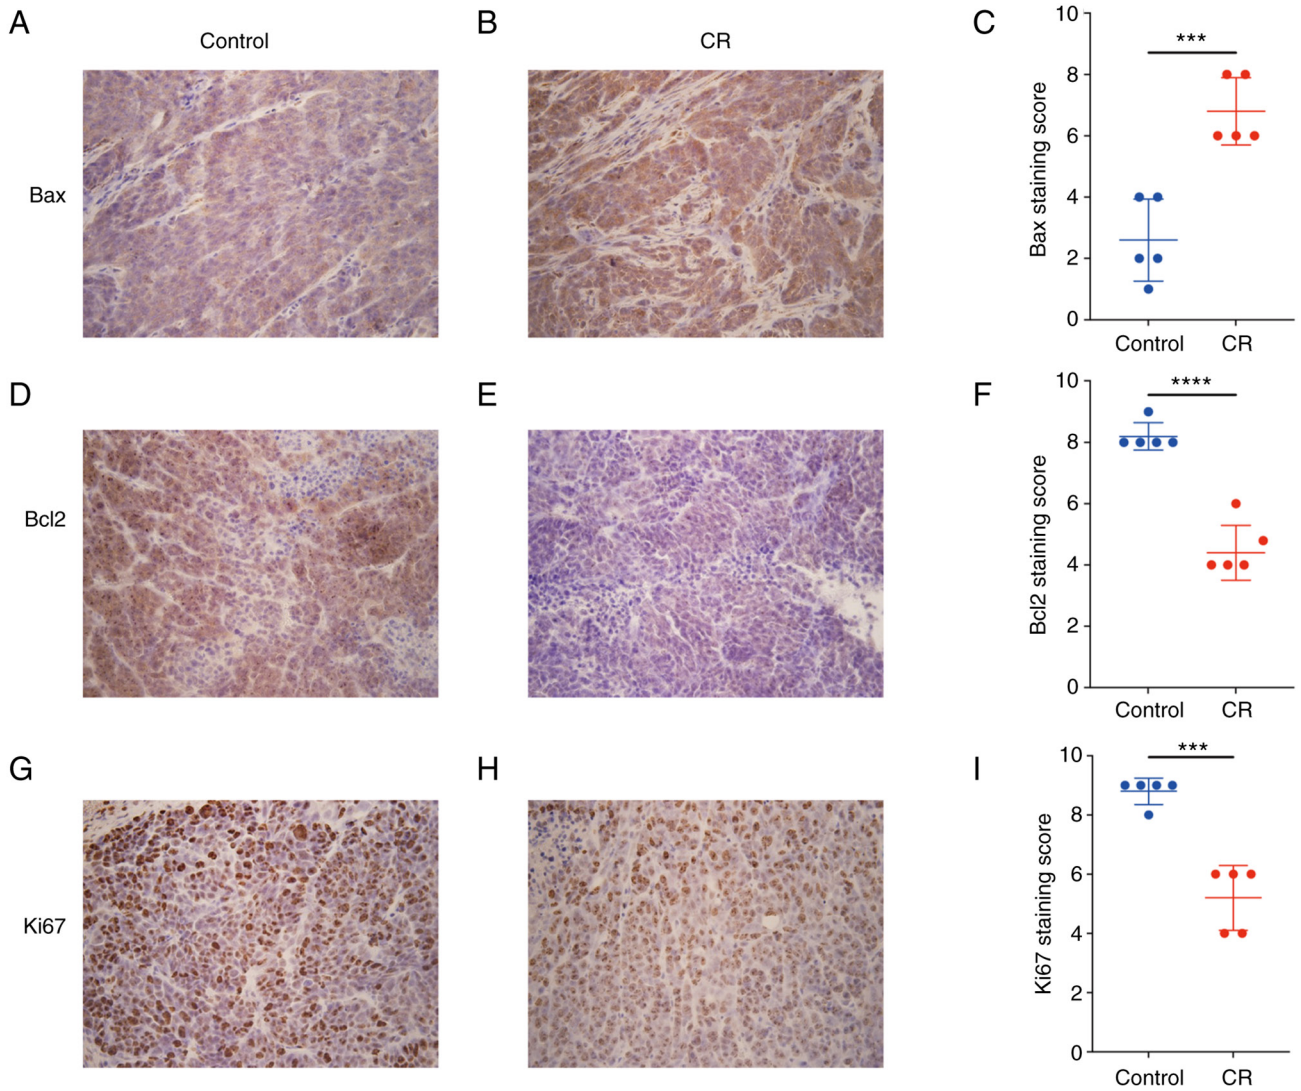 A
Control
B
CR
C
Bax
Bax staining score
10
8
6
4
2
0
***
Control
CR
D
E
F
Bcl2
Bcl2 staining score
10
8
6
4
2
0
****
Control
CR
G
H
I
Ki67
Ki67 staining score
10
8
6
4
2
0
***
Control
CR